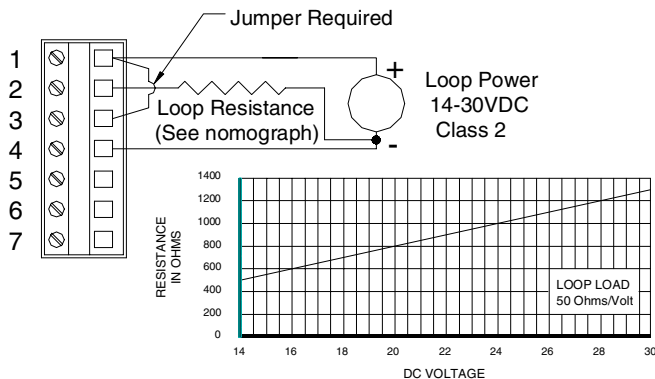 Jumper Required
1
2
3
4
5
6
7
Loop Resistance
(See nomograph)
+
-
Loop Power
14-30VDC
Class 2
RESISTANCE
IN OHMS
1400
1200
1000
800
600
400
200
0
LOOP LOAD
50 Ohms/Volt
14
16
18
20
22
24
26
28
30
DC VOLTAGE